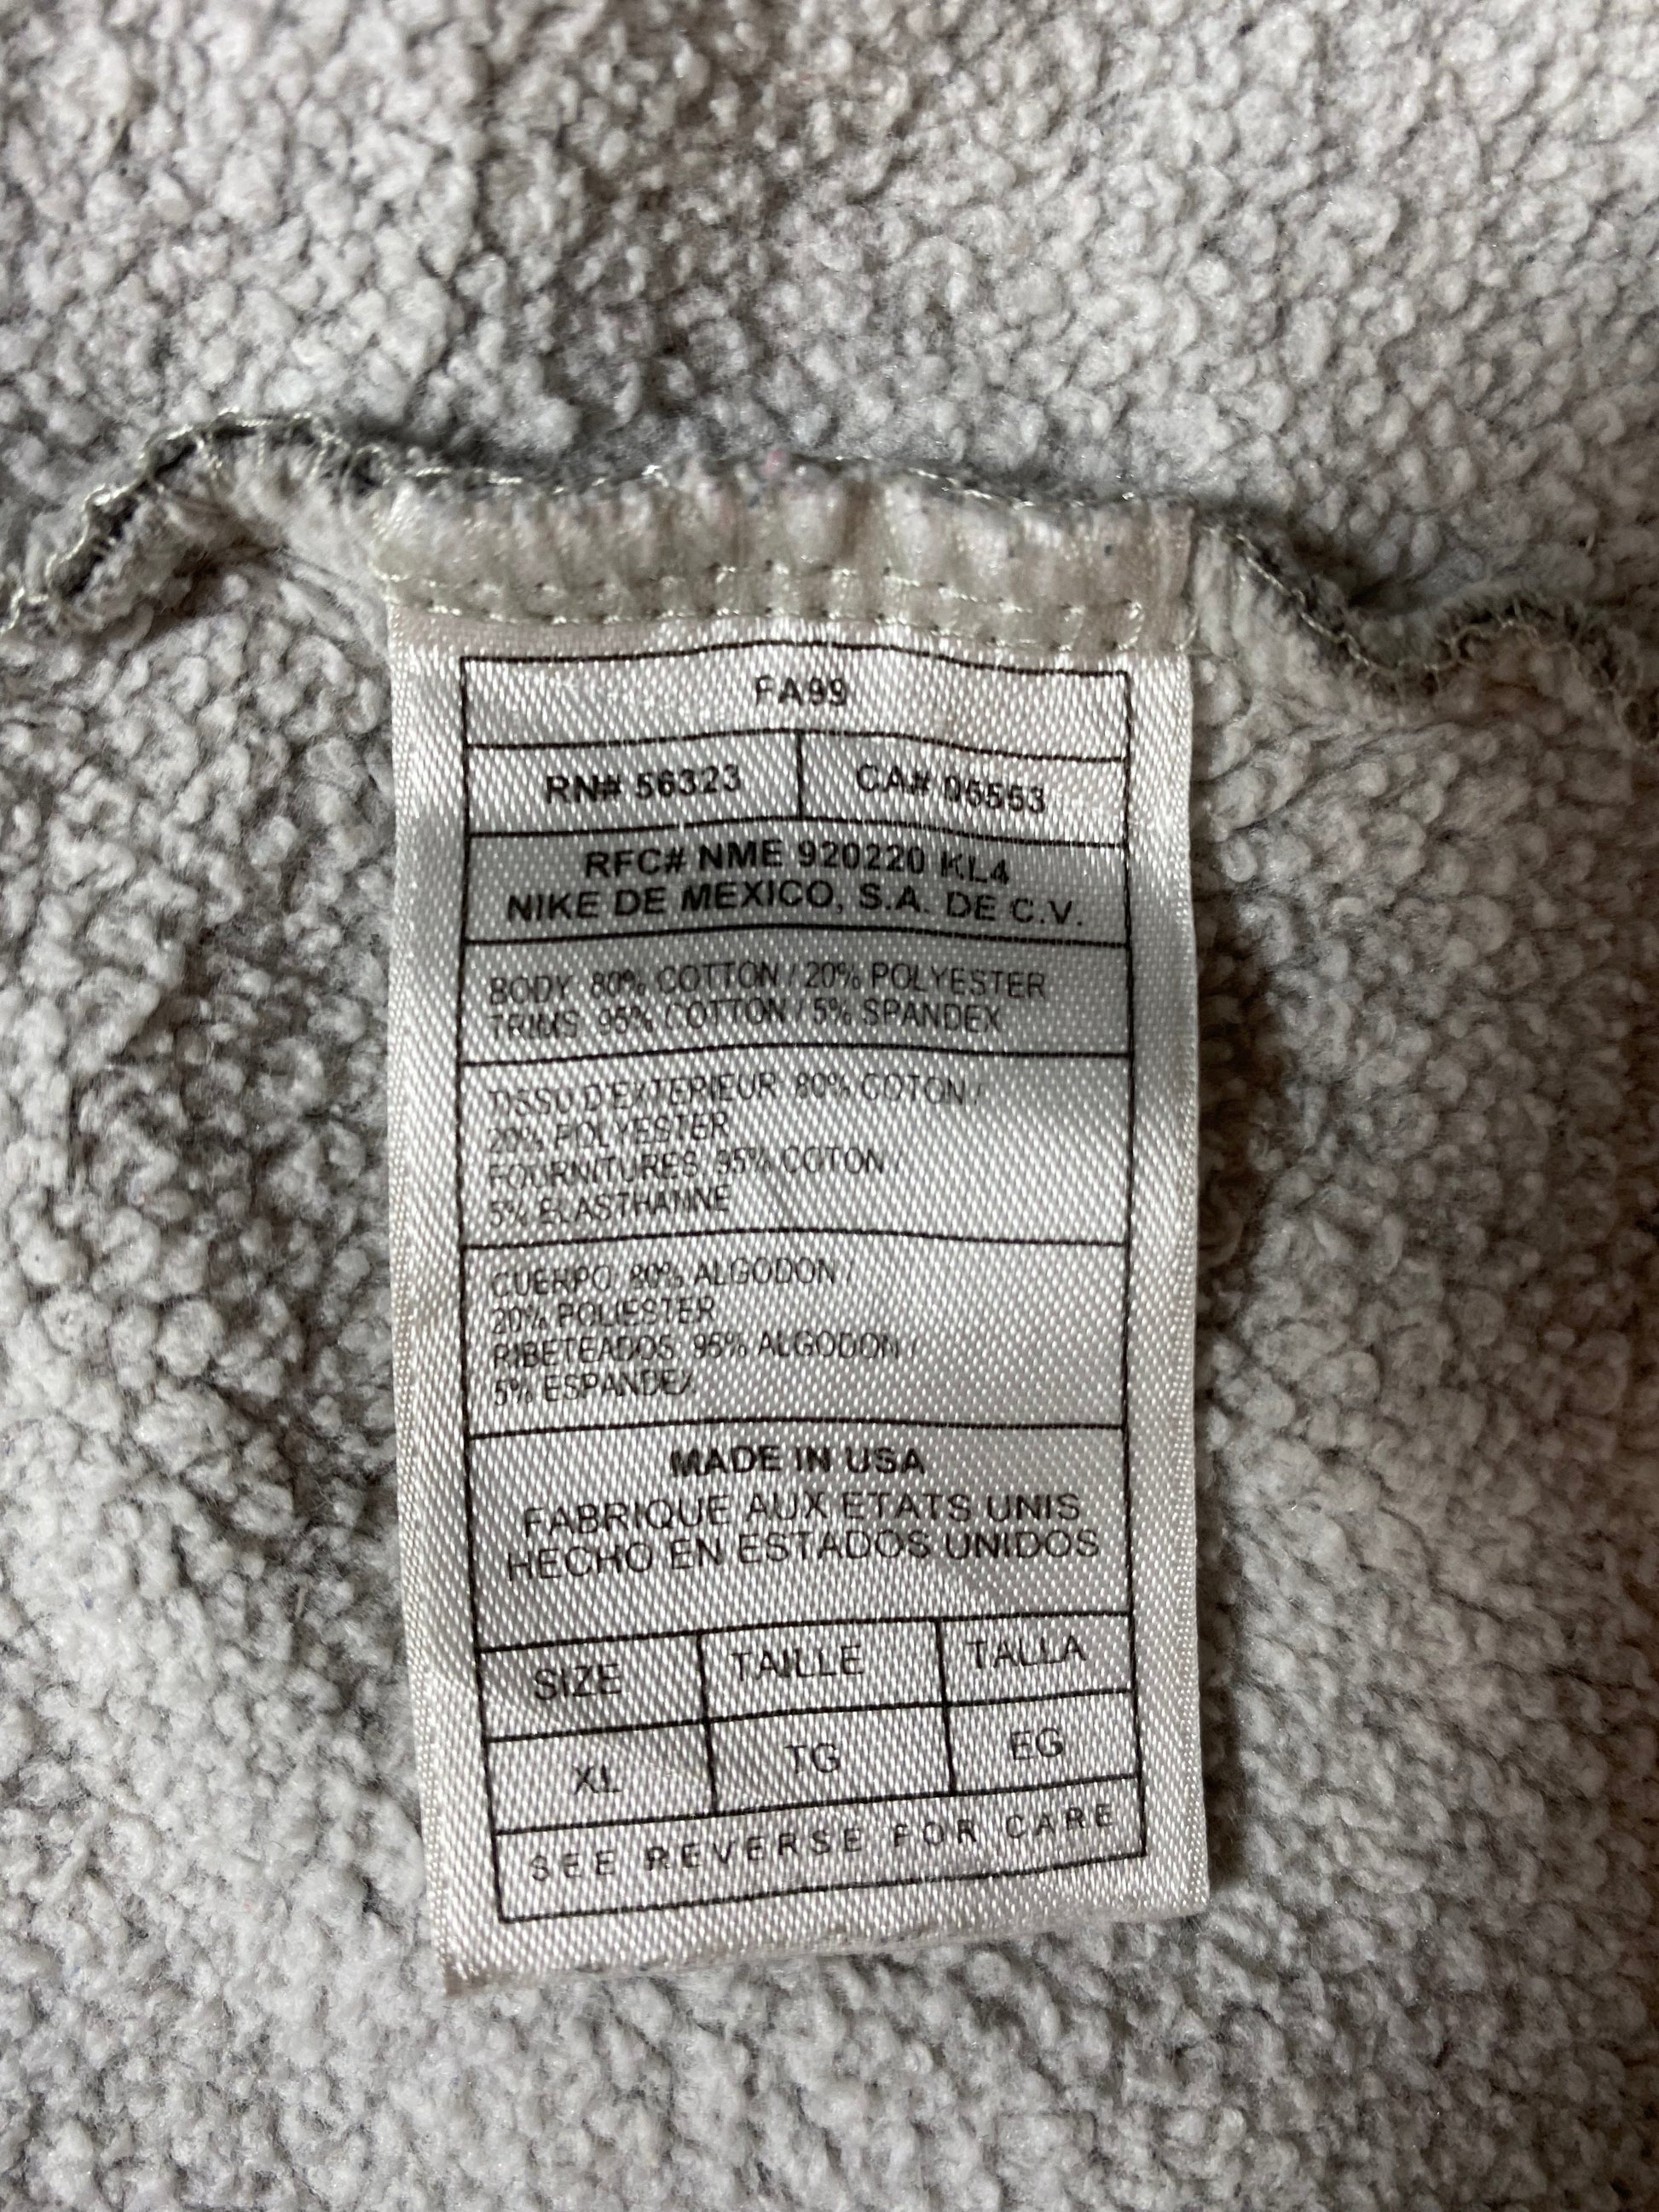 FA99
RN# 56323 CA# 05553
RFC# NME 920220 KL4
NIKE DE MEXICO, S.A. DE C.V.
BODY: 80% COTTON / 20% POLYESTER
TRIMS: 95% COTTON / 5% SPANDEX
TISSU D'EXTERIEUR: 80% COTON /
20% POLYESTER
FOURNITURES: 95% COTON /
5% ELASTHANNE
CUERPO: 80% ALGODON /
20% POLIESTER
RIBETEADOS: 95% ALGODON /
5% ESPANDEX
MADE IN USA
FABRIQUE AUX ETATS UNIS
HECHO EN ESTADOS UNIDOS
SIZE TAILLE TALLA
XL TG EG
SEE REVERSE FOR CARE